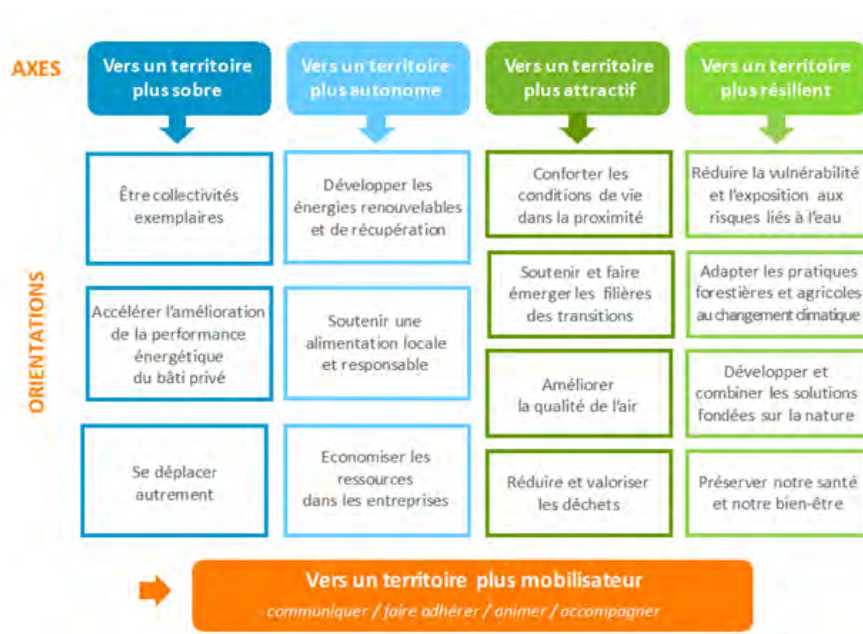 AXES
Vers un territoire
plus sobre
Vers un territoire
plus autonome
Vers un territoire
plus attractif
Vers un territoire
plus résilient
ORIENTATIONS
Être collectivités
exemplaires
Accélérer l'amélioration
de la performance
énergétique
du bâti privé
Se déplacer
autrement
Développer les
énergies renouvelables
et de récupération
Soutenir une
alimentation locale
et responsable
Economiser les
ressources
dans les entreprises
Conforter les
conditions de vie
dans la proximité
Soutenir et faire
émerger les filières
des transitions
Améliorer
la qualité de l'air
Réduire et valoriser
les déchets
Réduire la vulnérabilité
et l'exposition aux
risques liés à l'eau
Adapter les pratiques
forestières et agricoles
au changement climatique
Développer et
combiner les solutions
fondées sur la nature
Préserver notre santé
et notre bien-être
Vers un territoire plus mobilisateur
communiquer / faire adhérer / animer / accompagner